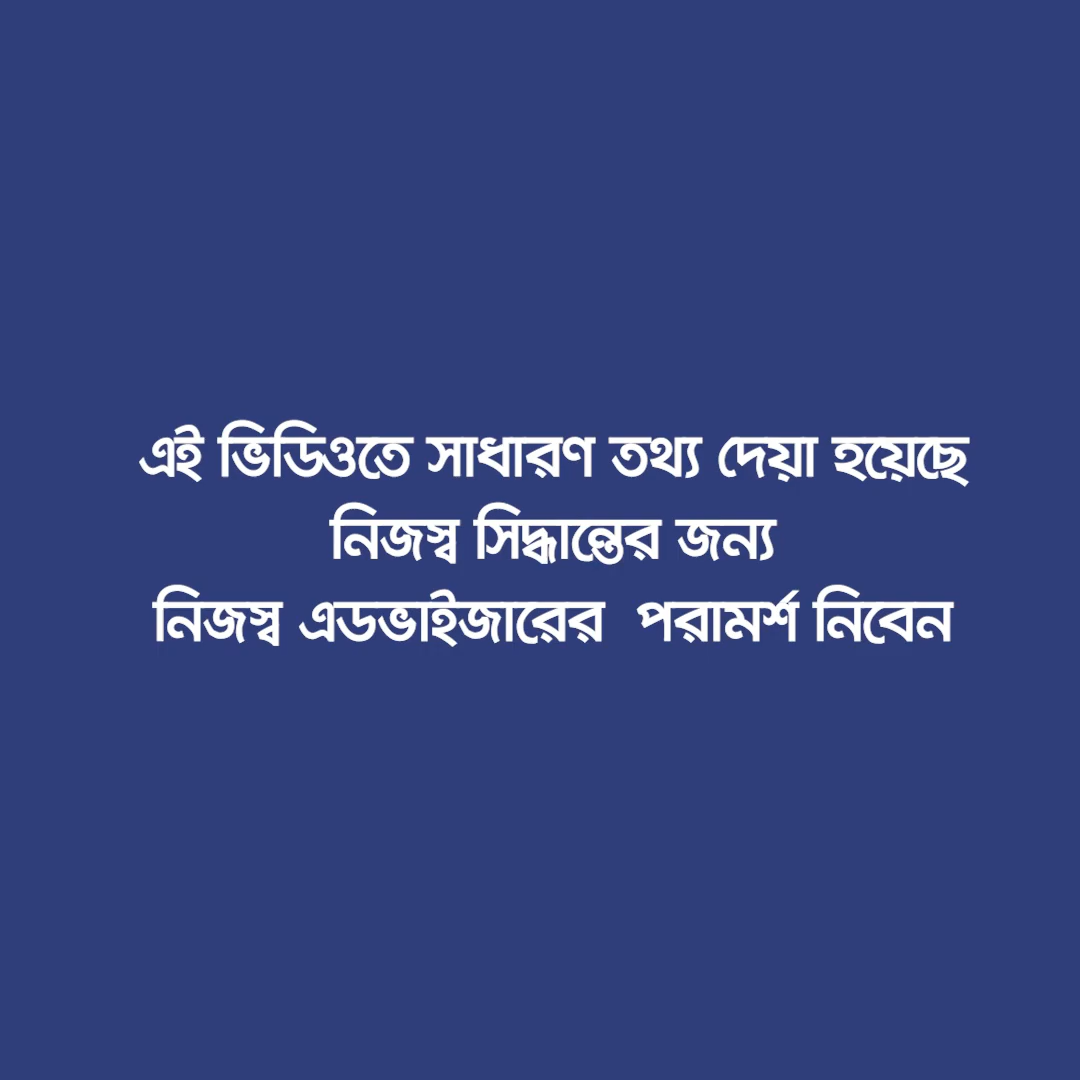 এই ভিডিওতে সাধারণ তথ্য দেয়া হয়েছে
নিজস্ব সিদ্ধান্তের জন্য
নিজস্ব এডভাইজারের পরামর্শ নিবেন